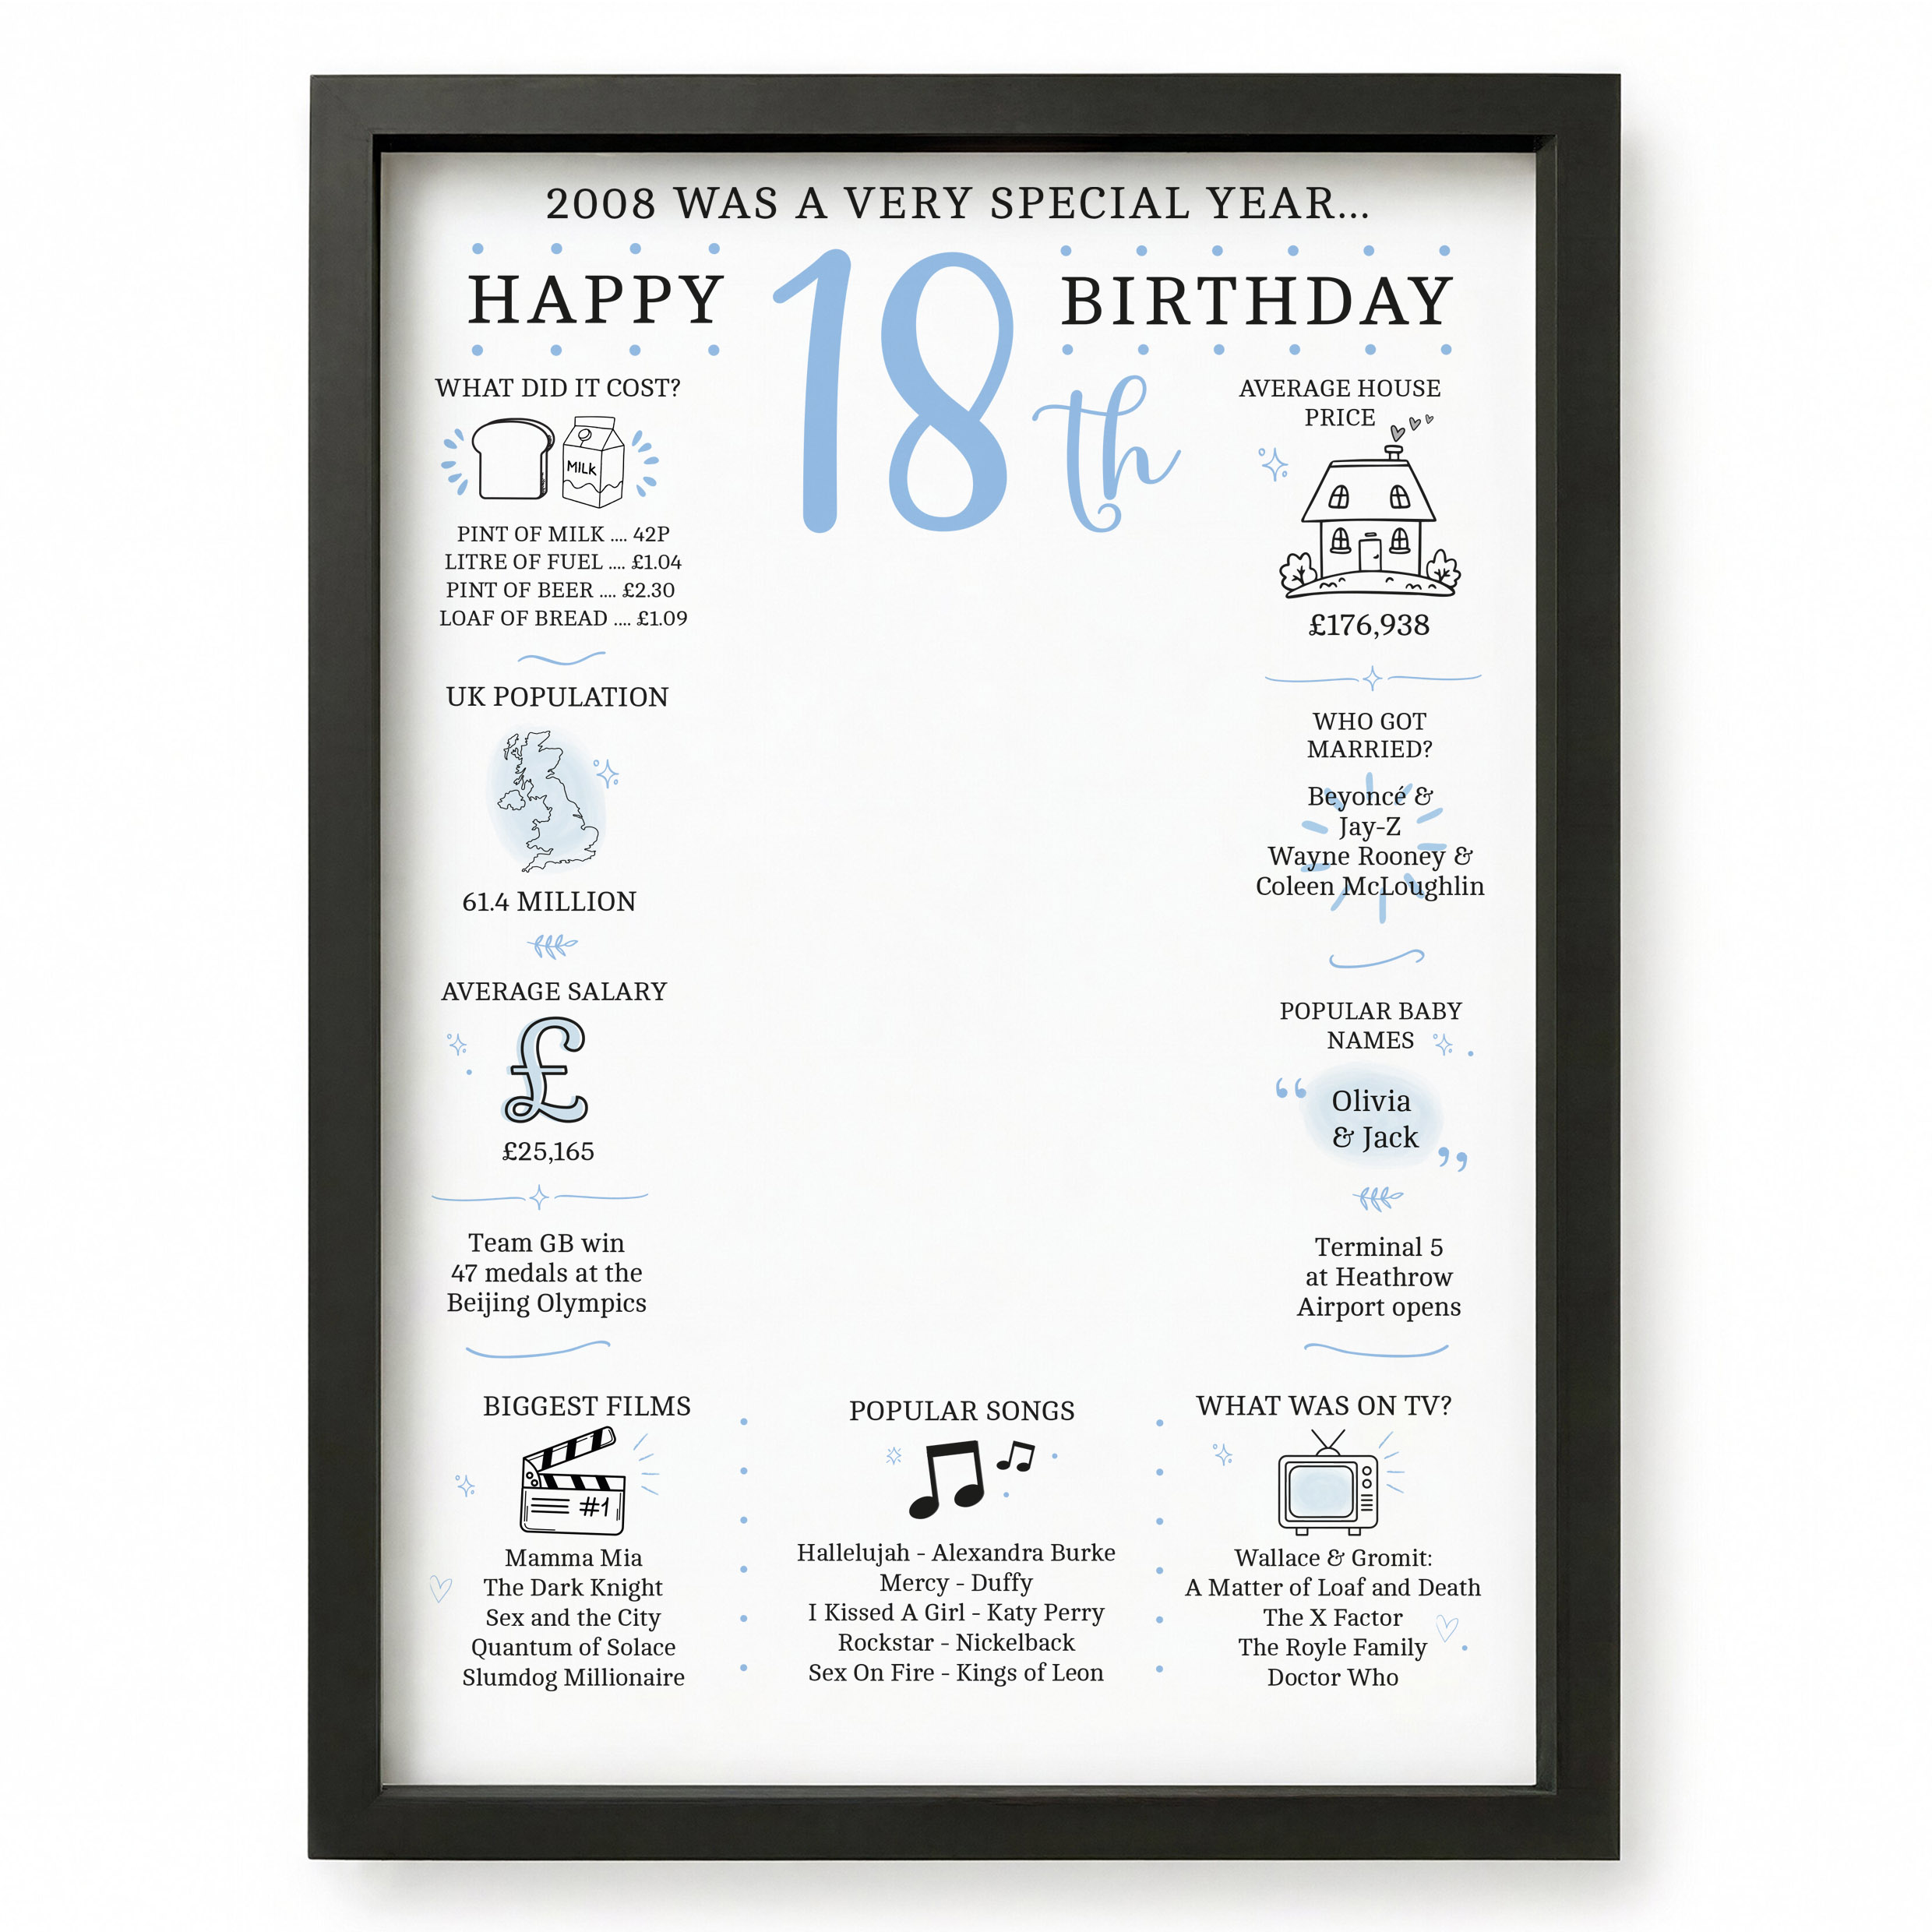 2008 WAS A VERY SPECIAL YEAR...
HAPPY 18th BIRTHDAY
WHAT DID IT COST?
MILK
PINT OF MILK .... 42P
LITRE OF FUEL .... £1.04
PINT OF BEER .... £2.30
LOAF OF BREAD .... £1.09
UK POPULATION
61.4 MILLION
AVERAGE SALARY
£
£25,165
Team GB win
47 medals at the
Beijing Olympics
AVERAGE HOUSE
PRICE
£176,938
WHO GOT
MARRIED?
Beyoncé &
Jay-Z
Wayne Rooney &
Coleen McLoughlin
POPULAR BABY
NAMES
“ Olivia
& Jack ”
Terminal 5
at Heathrow
Airport opens
BIGGEST FILMS
#1
Mamma Mia
The Dark Knight
Sex and the City
Quantum of Solace
Slumdog Millionaire
POPULAR SONGS
Hallelujah - Alexandra Burke
Mercy - Duffy
I Kissed A Girl - Katy Perry
Rockstar - Nickelback
Sex On Fire - Kings of Leon
WHAT WAS ON TV?
Wallace & Gromit:
A Matter of Loaf and Death
The X Factor
The Royle Family
Doctor Who